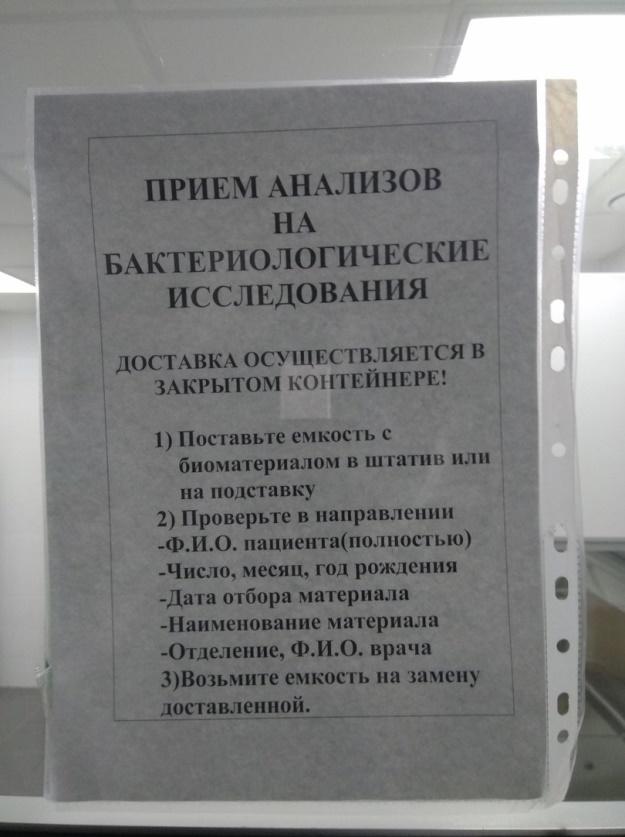 ПРИЕМ АНАЛИЗОВ
НА
БАКТЕРИОЛОГИЧЕСКИЕ
ИССЛЕДОВАНИЯ
ДОСТАВКА ОСУЩЕСТВЛЯЕТСЯ В
ЗАКРЫТОМ КОНТЕЙНЕРЕ!
1) Поставьте емкость с
биоматериалом в штатив или
на подставку
2) Проверьте в направлении
-Ф.И.О. пациента(полностью)
-Число, месяц, год рождения
-Дата отбора материала
-Наименование материала
-Отделение, Ф.И.О. врача
3)Возьмите емкость на замену
доставленной.